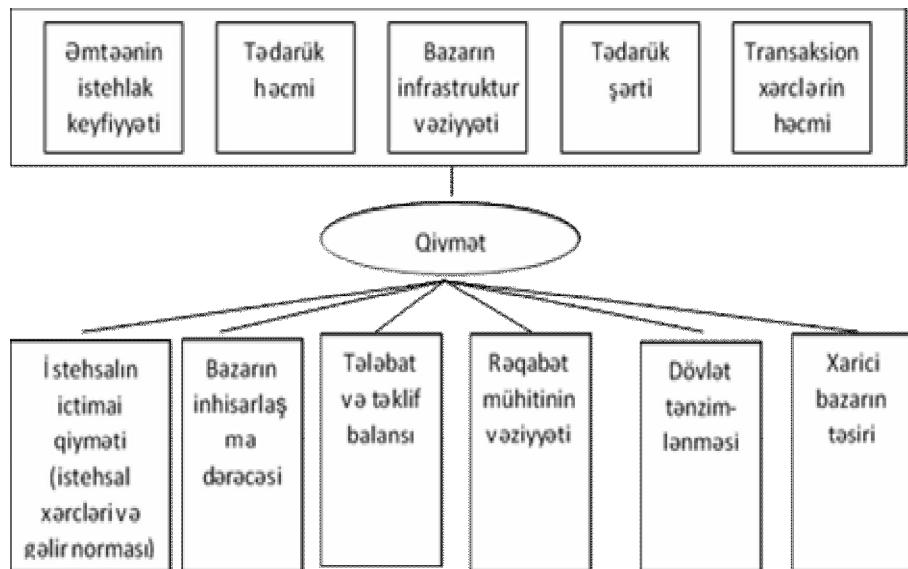 Əmtəənin
istehlak
keyfiyyəti
Tədarük
həcmi
Bazarın
infrastruktur
vəziyyəti
Tədarük
şərti
Transaksion
xərclərin
həcmi
Qivmət
İstehsalın
ictimai
qiyməti
(istehsal
xərcləri və
gəlir norması)
Bazarın
inhisarlaş
ma
dərəcəsi
Tələbat
və təklif
balansı
Rəqabət
mühitinin
vəziyyəti
Dövlət
tənzim-
lənməsi
Xarici
bazarın
təsiri